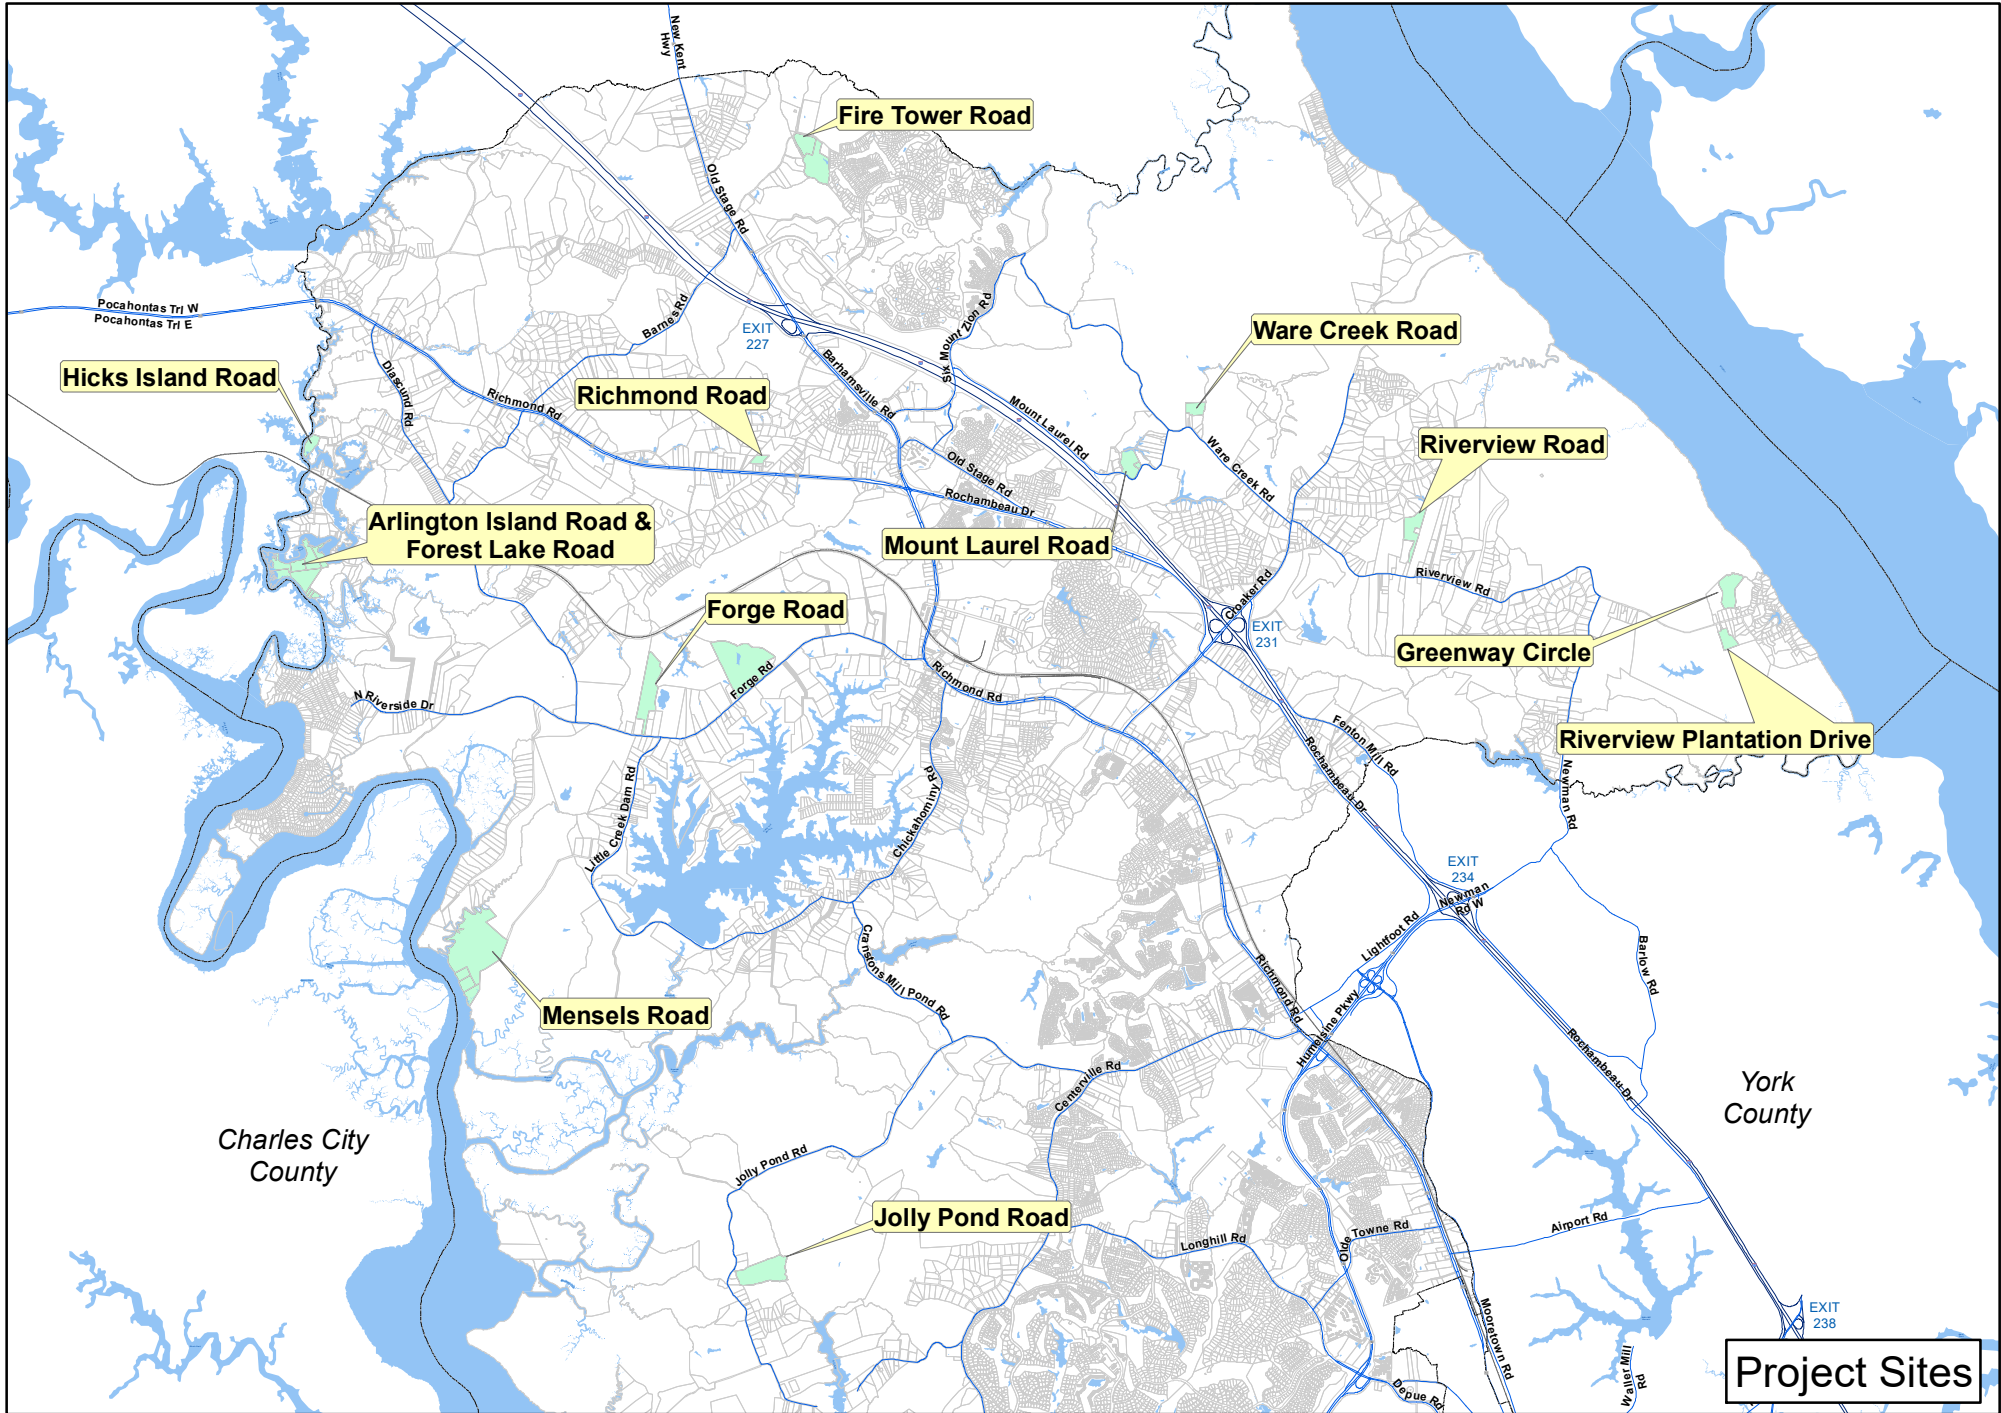 New Kent
Hwy
Fire Tower Road
Old Stage Rd
Pocahontas Trl W
Pocahontas Trl E
Barnes Rd
EXIT
227
Six Mount Zion Rd
Ware Creek Road
Hicks Island Road
Diascund Rd
Richmond Rd
Richmond Road
Barhamsville Rd
Mount Laurel Rd
Riverview Road
Ware Creek Rd
Old Stage Rd
Rochambeau Dr
Arlington Island Road &
Forest Lake Road
Mount Laurel Road
Riverview Rd
Croaker Rd
Forge Road
EXIT
231
Greenway Circle
Forge Rd
Richmond Rd
N Riverside Dr
Fenton Mill Rd
Rochambeau Dr
Riverview Plantation Drive
Newman Rd
Little Creek Dam Rd
Chickahominy Rd
EXIT
234
Newman
Rd W
Lightfoot Rd
Cranstons Mill Pond Rd
Richmond Rd
Barlow Rd
Mensels Road
Humelsine Pkwy
Rochambeau Dr
Centerville Rd
York
County
Charles City
County
Jolly Pond Rd
Jolly Pond Road
Longhill Rd
Olde Towne Rd
Airport Rd
Mooretown Rd
EXIT
238
Waller Mill
Rd
Depue Rd
Project Sites